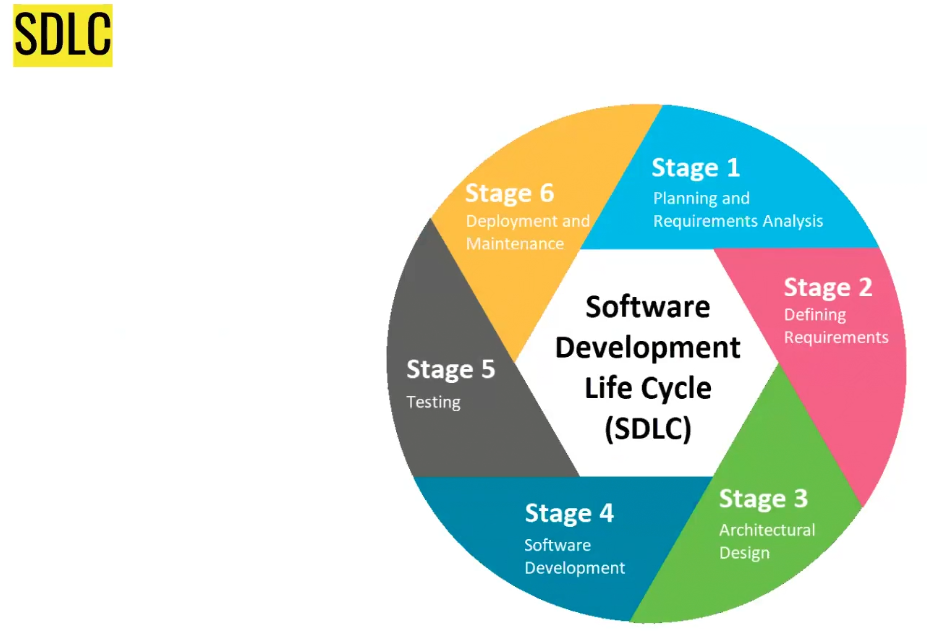 SDLC
Stage 1
Planning and
Requirements Analysis
Stage 2
Defining
Requirements
Stage 3
Architectural
Design
Stage 4
Software
Development
Stage 5
Testing
Stage 6
Deployment and
Maintenance
Software
Development
Life Cycle
(SDLC)